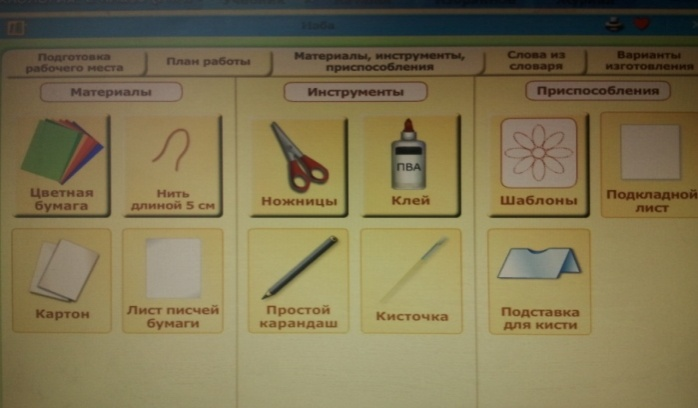 Подготовка
рабочего места
План работы
Материалы, инструменты,
приспособления
Слова из
словаря
Варианты
изготовления
Материалы
Инструменты
Приспособления
Цветная
бумага
Нить
длиной 5 см
Ножницы
ПВА
Клей
Шаблоны
Подкладной
лист
Картон
Лист писчей
бумаги
Простой
карандаш
Кисточка
Подставка
для кисти